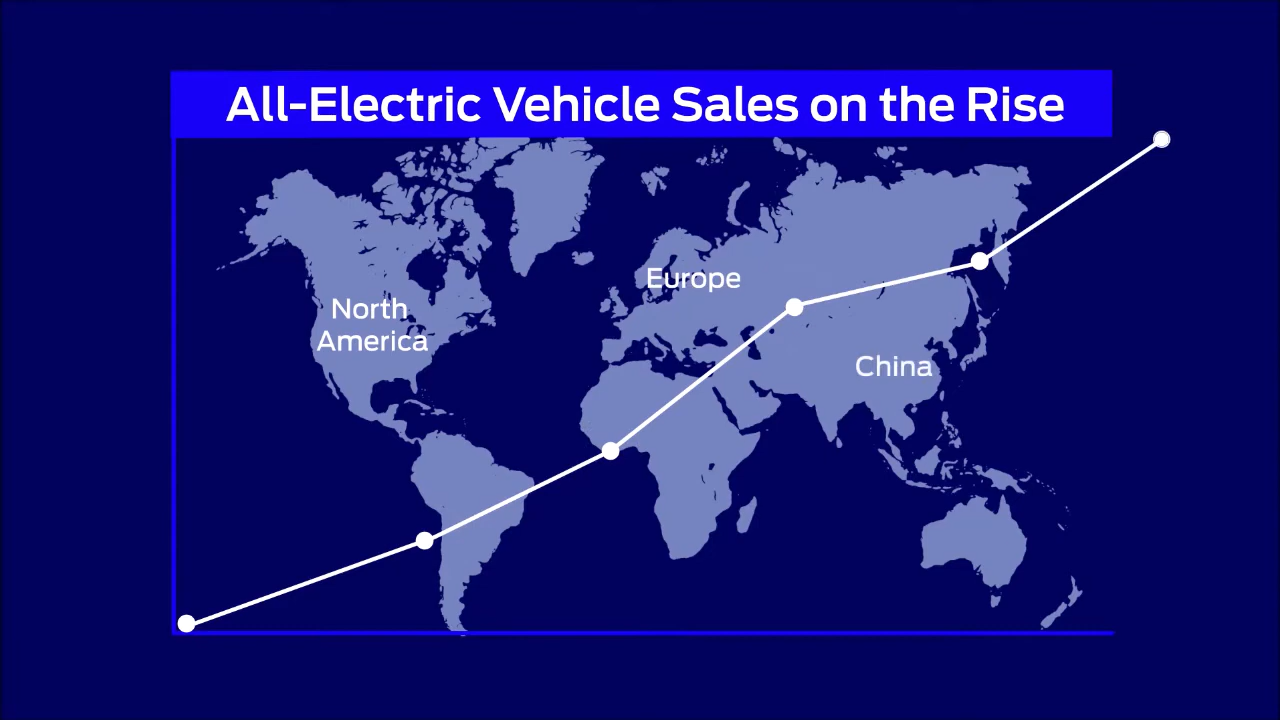 All-Electric Vehicle Sales on the Rise
Europe
North
America
China